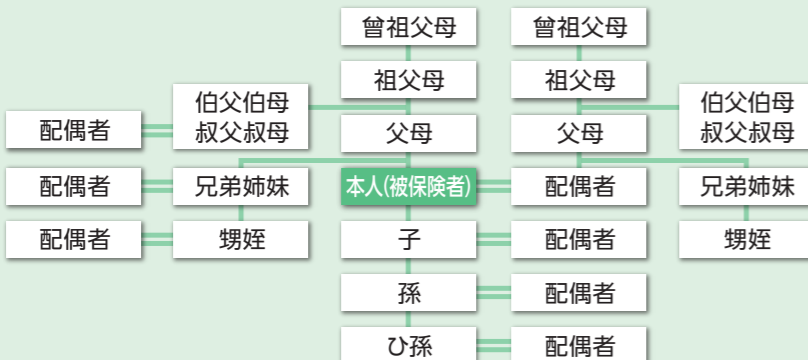 曾祖父母
曾祖父母
祖父母
祖父母
伯父伯母
叔父叔母
伯父伯母
叔父叔母
配偶者
父母
父母
配偶者
兄弟姉妹
本人(被保険者)
配偶者
兄弟姉妹
配偶者
甥姪
子
配偶者
甥姪
孫
配偶者
ひ孫
配偶者